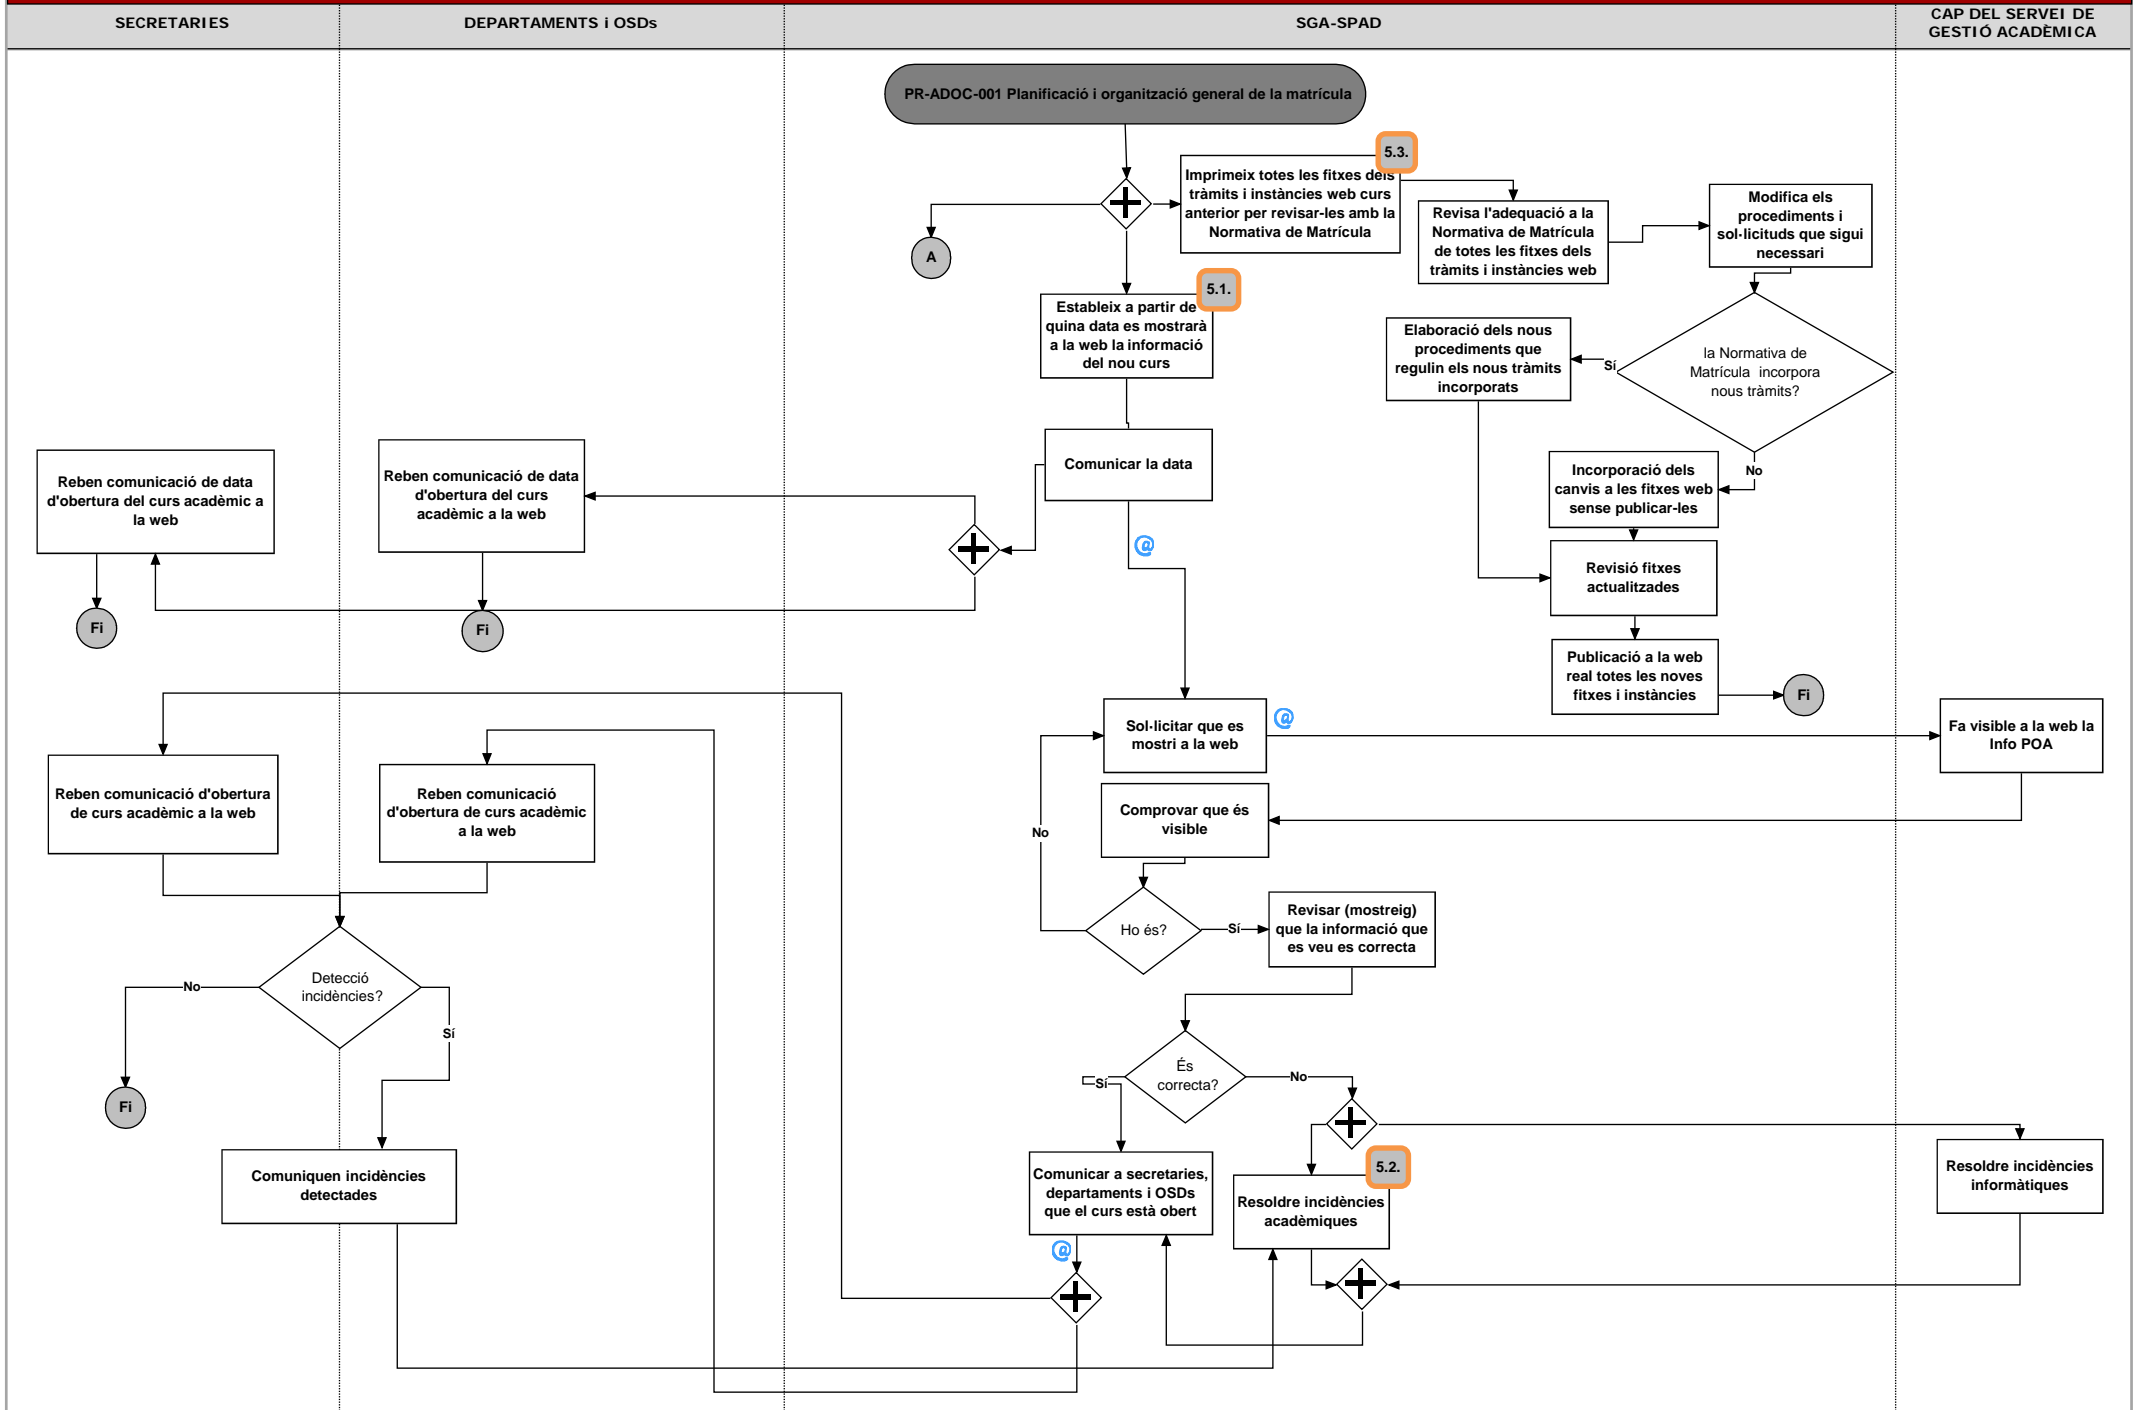 SECRETARIES
DEPARTAMENTS i OSDs
SGA-SPAD
CAP DEL SERVEI DE
GESTIÓ ACADÈMICA
PR-ADOC-001 Planificació i organització general de la matrícula
5.3.
Imprimeix totes les fitxes dels
tràmits i instàncies web curs
anterior per revisar-les amb la
Normativa de Matrícula
Revisa l'adequació a la
Normativa de Matrícula
de totes les fitxes dels
tràmits i instàncies web
Modifica els
procediments i
sol·licituds que sigui
necessari
A
5.1.
Estableix a partir de
quina data es mostrarà
a la web la informació
del nou curs
Elaboració dels nous
procediments que
regulin els nous tràmits
incorporats
Sí
la Normativa de
Matrícula incorpora
nous tràmits?
No
Reben comunicació de data
d'obertura del curs acadèmic a
la web
Reben comunicació de data
d'obertura del curs
acadèmic a la web
Comunicar la data
Incorporació dels
canvis a les fitxes web
sense publicar-les
@
Revisió fitxes
actualitzades
Fi
Fi
Publicació a la web
real totes les noves
fitxes i instàncies
Fi
Sol·licitar que es
mostri a la web
@
Fa visible a la web la
Info POA
Reben comunicació d'obertura
de curs acadèmic a la web
Reben comunicació
d'obertura de curs acadèmic
a la web
No
Comprovar que és
visible
Ho és?
Sí
Revisar (mostreig)
que la informació que
es veu es correcta
No
Detecció
incidències?
Sí
És
correcta?
Sí
No
Fi
Comuniquen incidències
detectades
Comunicar a secretaries,
departaments i OSDs
que el curs està obert
5.2.
Resoldre incidències
acadèmiques
Resoldre incidències
informàtiques
@